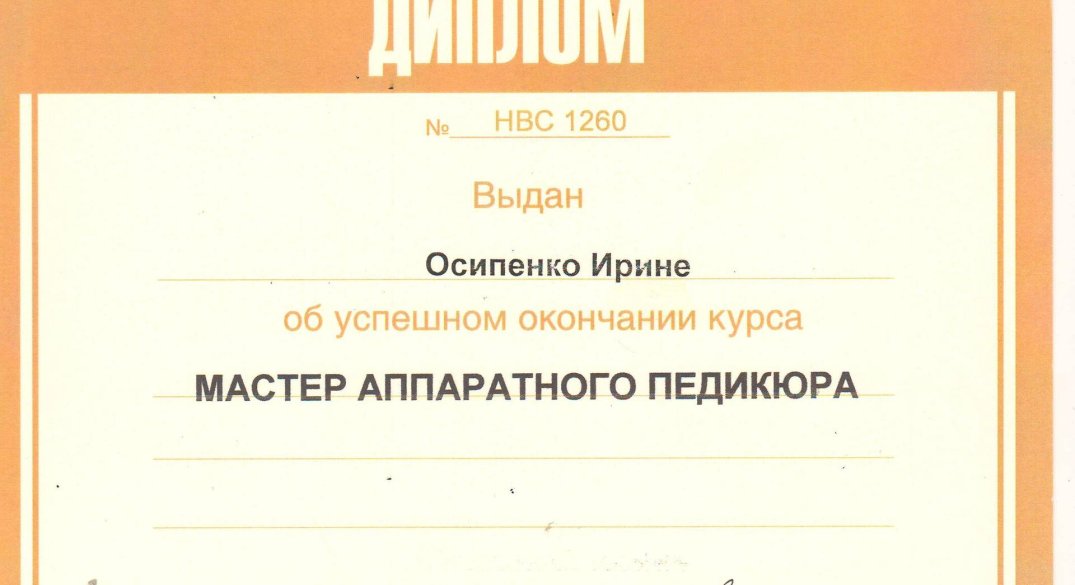 ДИПЛОМ
№ НВС 1260
Выдан
Осипенко Ирине
об успешном окончании курса
МАСТЕР АППАРАТНОГО ПЕДИКЮРА